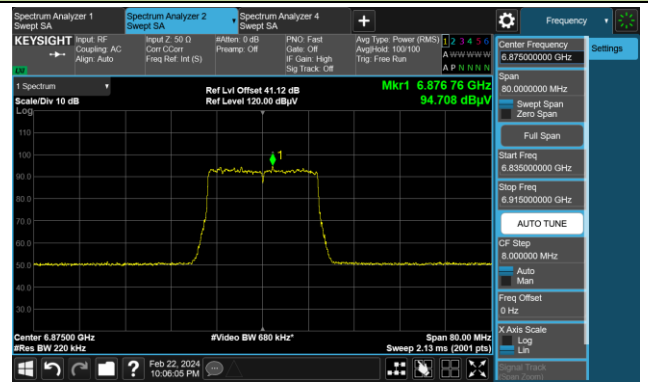 Spectrum Analyzer 1
Swept SA
Spectrum Analyzer 2
Swept SA
Spectrum Analyzer 4
Swept SA
+
Frequency
KEYSIGHT
Input: RF
Coupling: AC
Align: Auto
Input Z: 50 Ω
Corr CCorr
Freq Ref: Int (S)
#Atten: 0 dB
Preamp: Off
PNO: Fast
Gate: Off
IF Gain: High
Sig Track: Off
Avg Type: Power (RMS)
Avg|Hold: 100/100
Trig: Free Run
1 2 3 4 5 6
A W W W W W
A P N N N N
LW
1 Spectrum
Scale/Div 10 dB
Log
Ref Lvl Offset 41.12 dB
Ref Level 120.00 dBµV
Mkr1 6.876 76 GHz
94.708 dBµV
110
100
90.0
80.0
70.0
60.0
50.0
40.0
30.0
1
Center 6.87500 GHz
#Res BW 220 kHz
#Video BW 680 kHz*
Span 80.00 MHz
Sweep 2.13 ms (2001 pts)
Center Frequency
6.875000000 GHz
Settings
Span
80.0000000 MHz
Swept Span
Zero Span
Full Span
Start Freq
6.835000000 GHz
Stop Freq
6.915000000 GHz
AUTO TUNE
CF Step
8.000000 MHz
Auto
Man
Freq Offset
0 Hz
X Axis Scale
Log
Lin
Signal Track
(Span Zoom)
?
Feb 22, 2024
10:06:05 PM